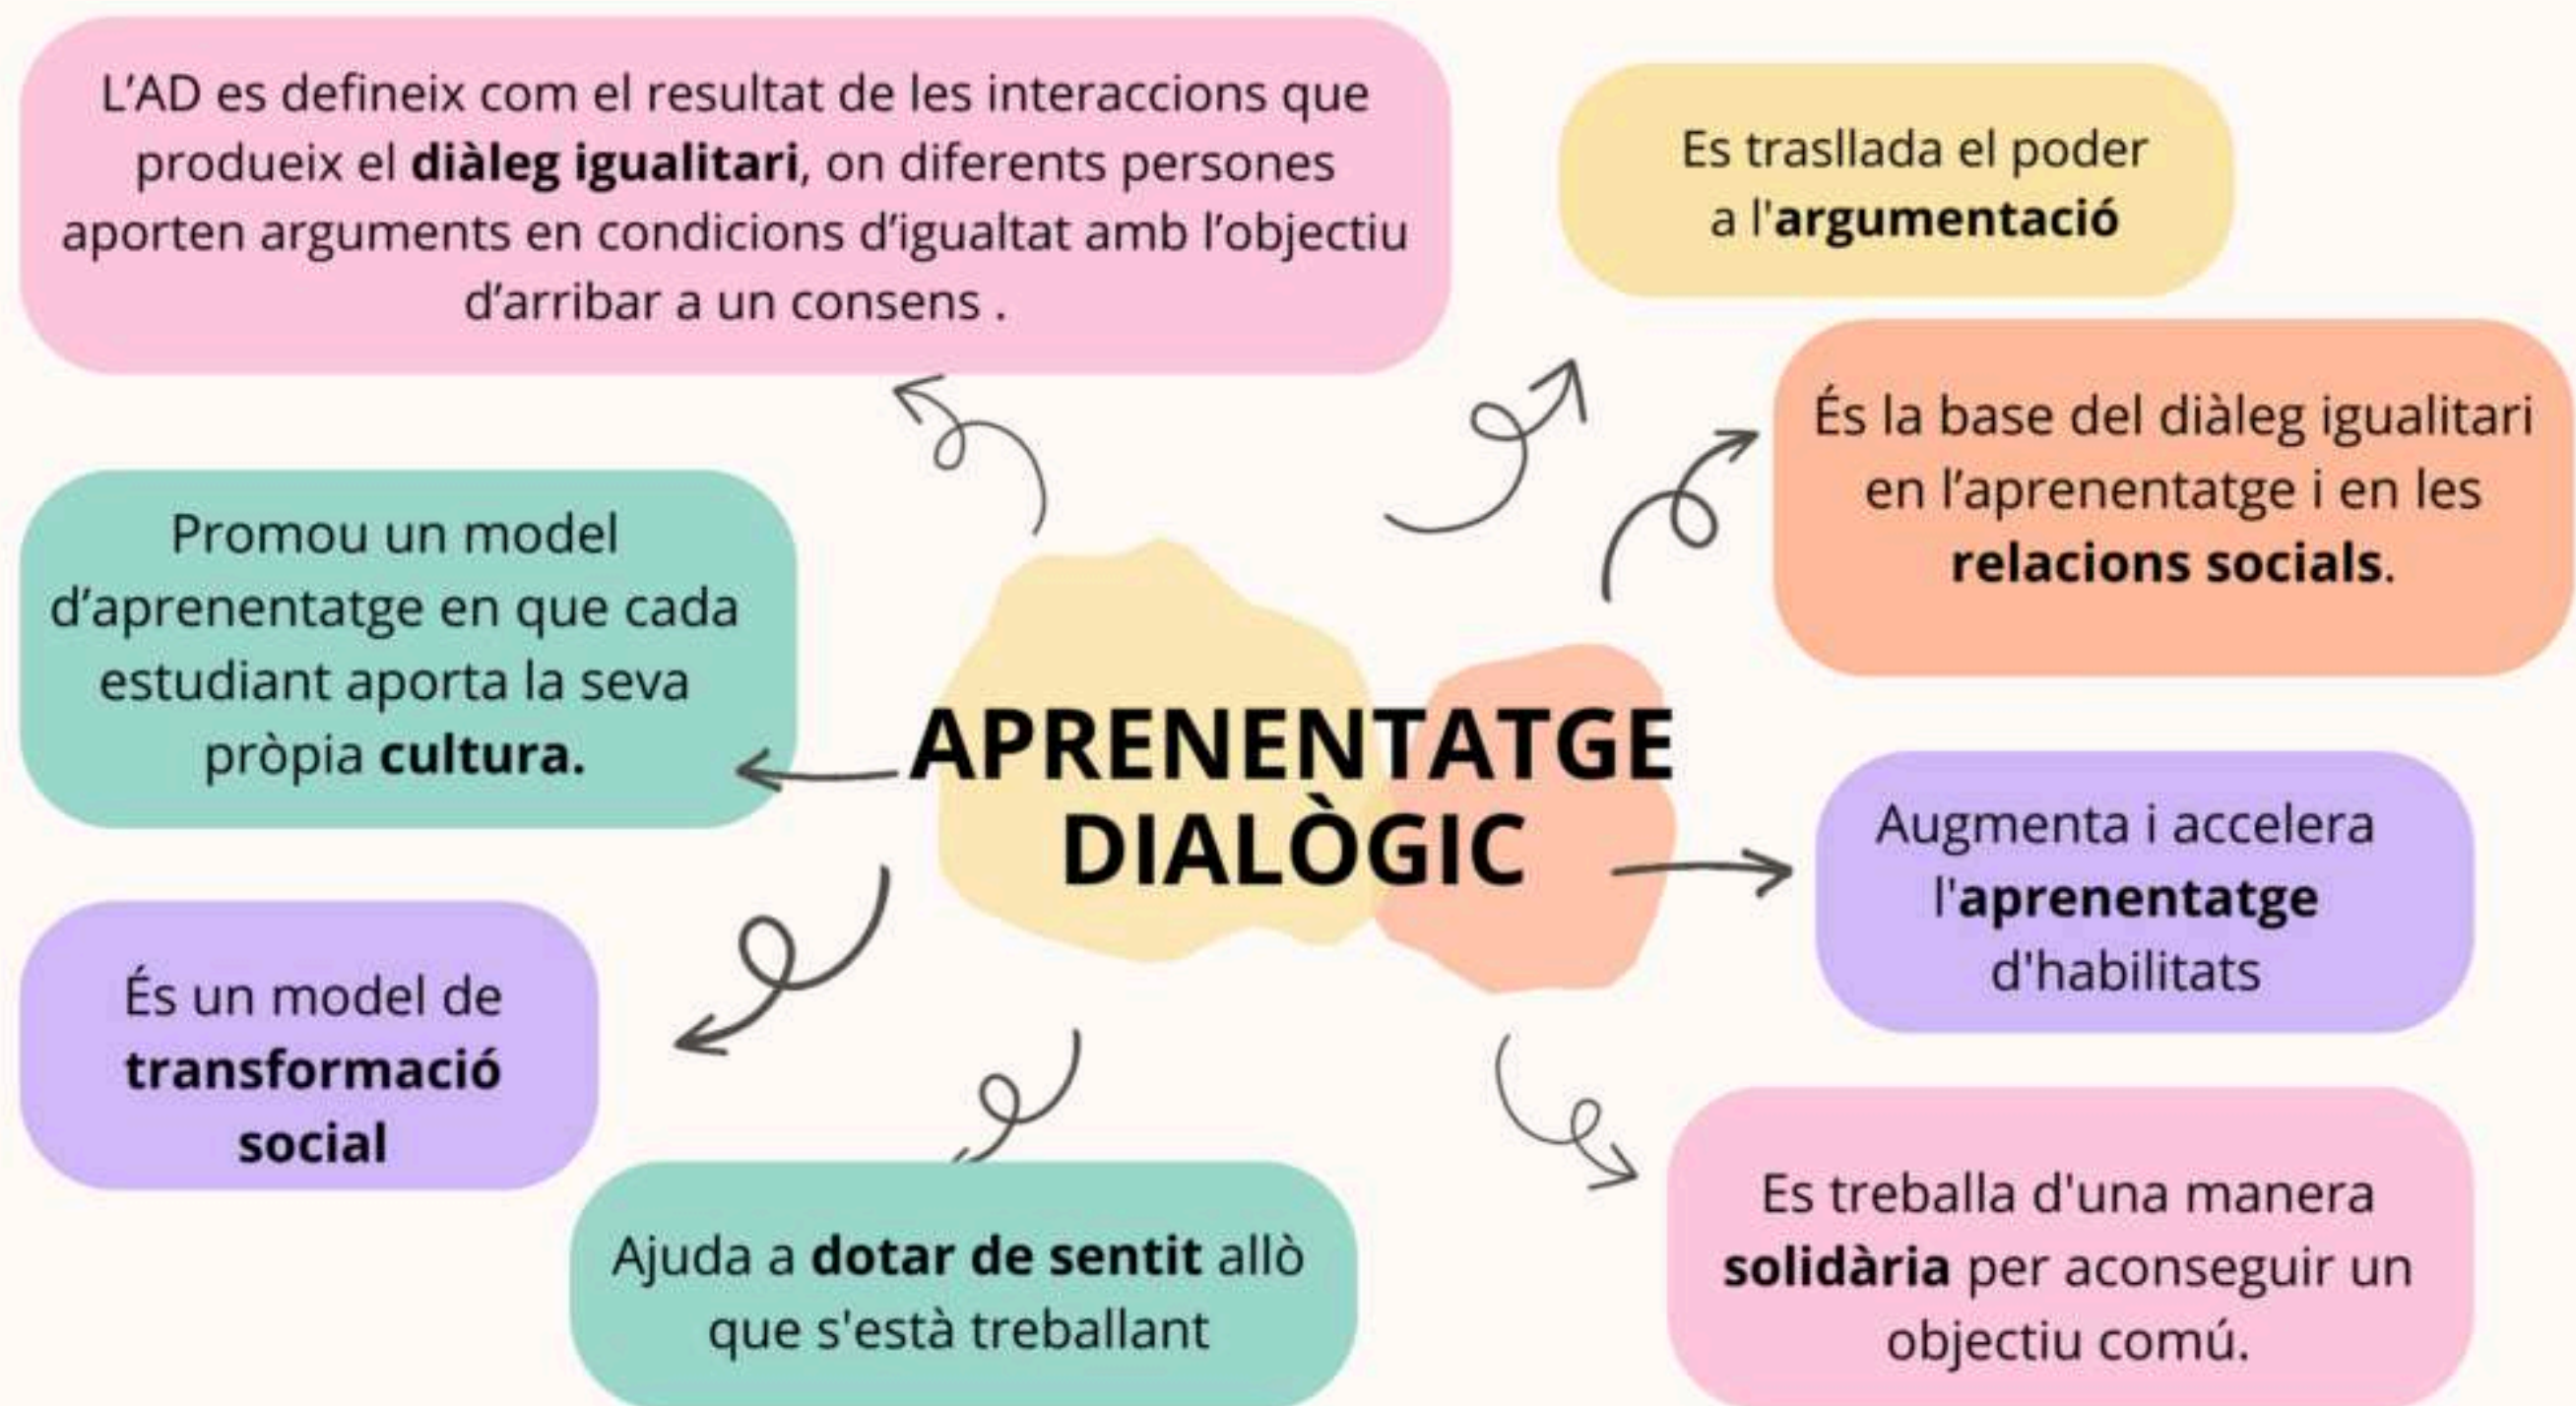 L'AD es defineix com el resultat de les interaccions que
produeix el diàleg igualitari, on diferents persones
aporten arguments en condicions d'igualtat amb l'objectiu
d'arribar a un consens .
Es trasllada el poder
a l'argumentació
És la base del diàleg igualitari
en l'aprenentatge i en les
relacions socials.
Promou un model
d'aprenentatge en que cada
estudiant aporta la seva
pròpia cultura.
APRENENTATGE
DIALÒGIC
Augmenta i accelera
l'aprenentatge
d'habilitats
És un model de
transformació
social
Ajuda a dotar de sentit allò
que s'està treballant
Es treballa d'una manera
solidària per aconseguir un
objectiu comú.